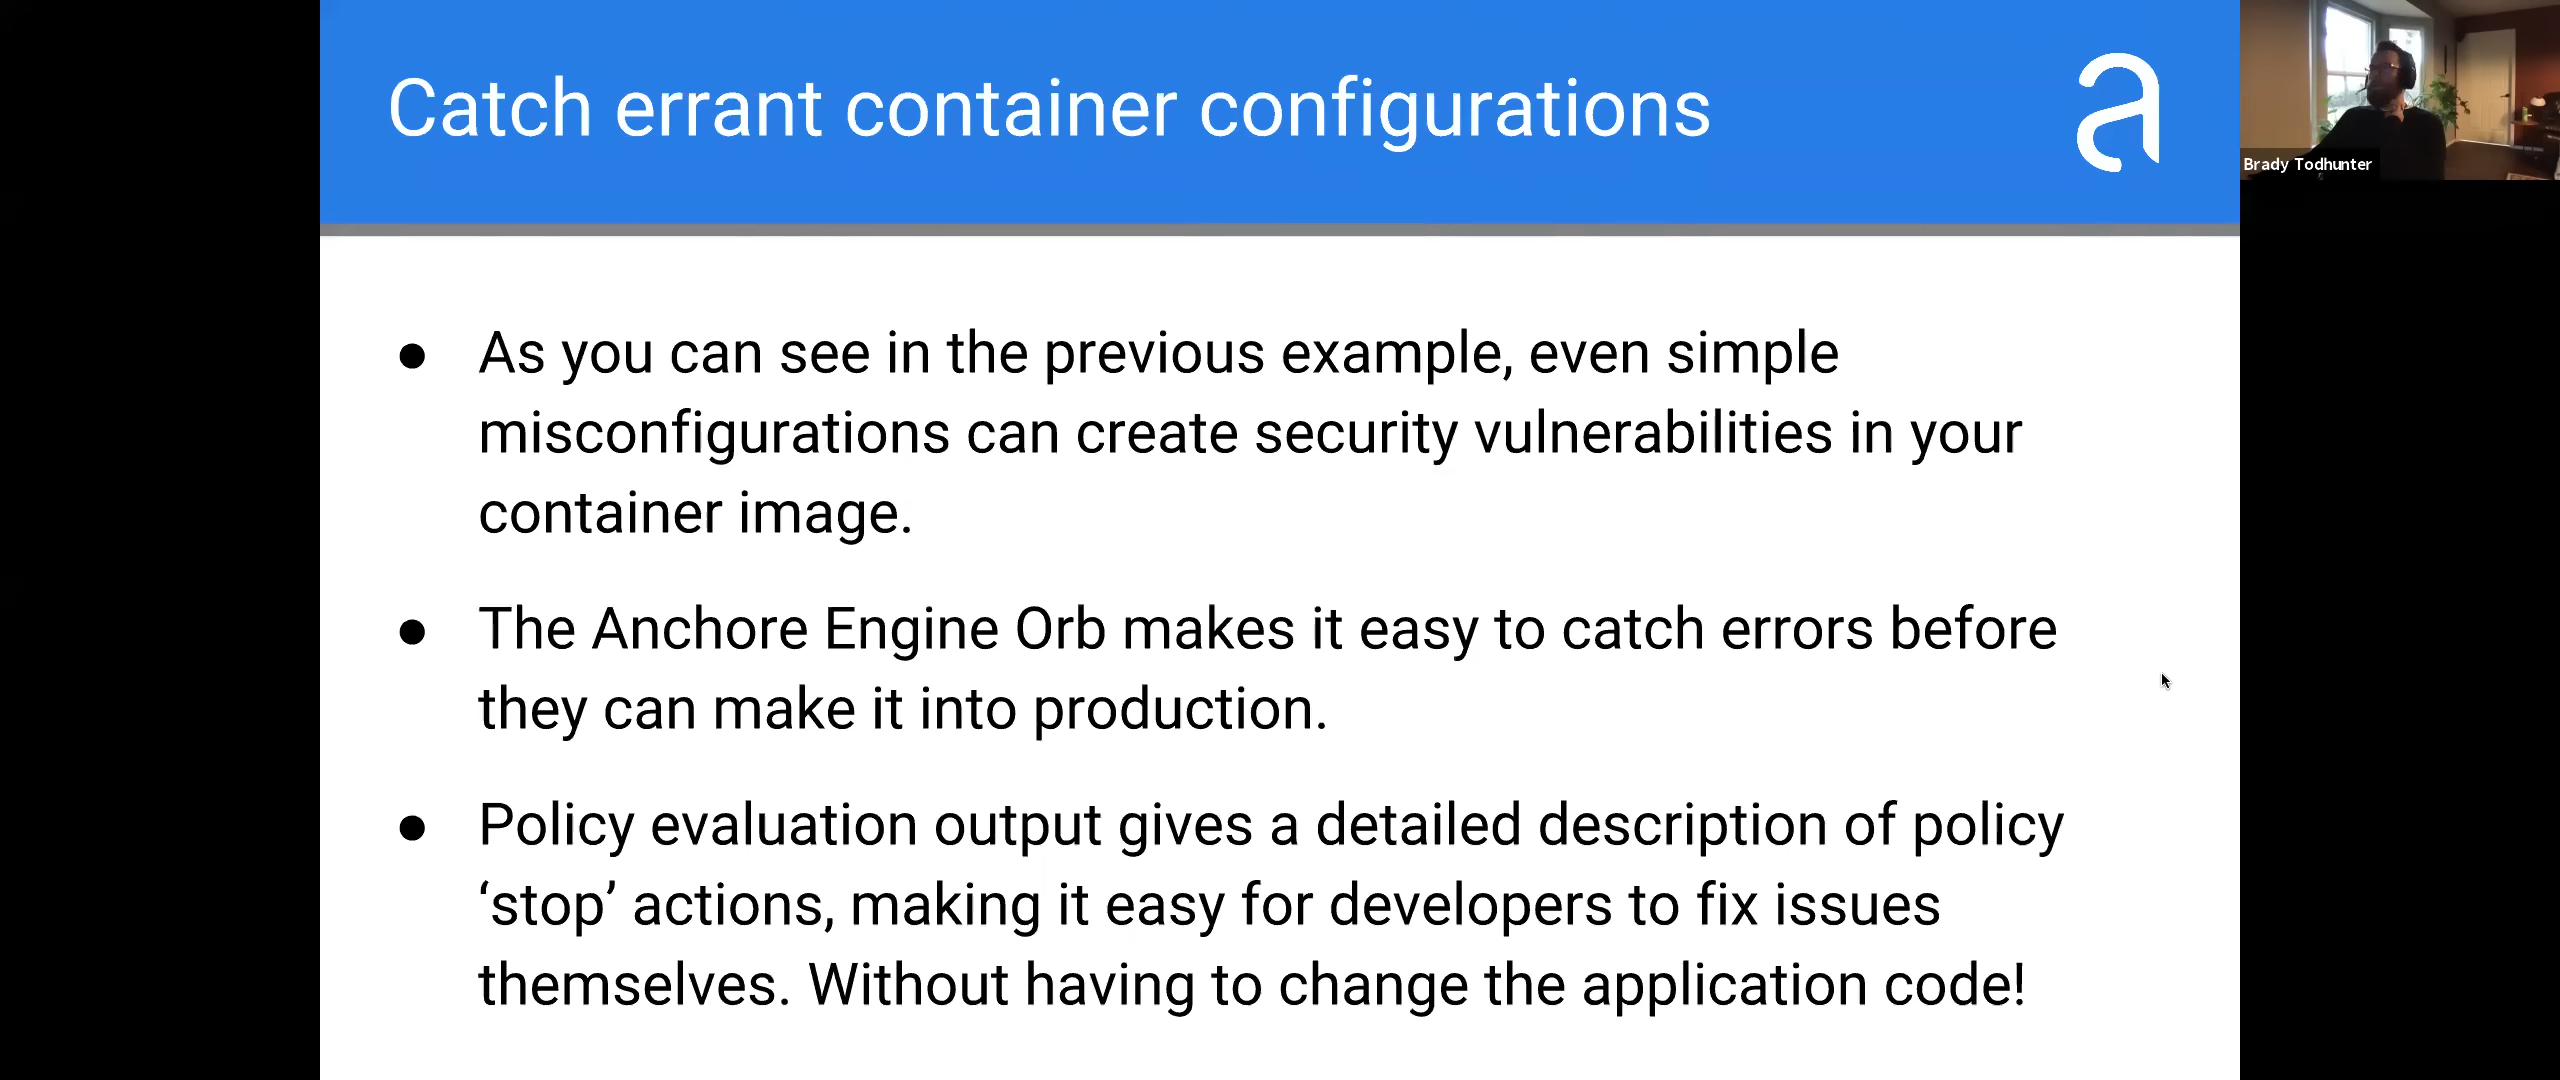 Catch errant container configurations
Brady Todhunter
● As you can see in the previous example, even simple
misconfigurations can create security vulnerabilities in your
container image.
● The Anchore Engine Orb makes it easy to catch errors before
they can make it into production.
● Policy evaluation output gives a detailed description of policy
‘stop’ actions, making it easy for developers to fix issues
themselves. Without having to change the application code!